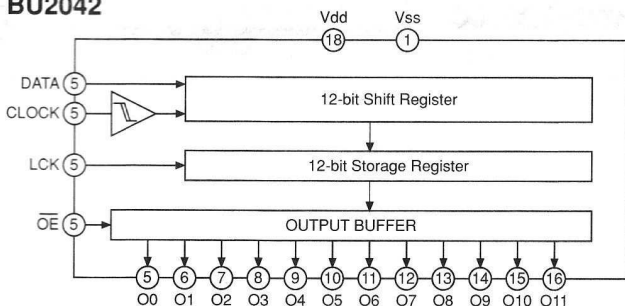 BU2042
Vdd Vss
18 1
DATA 5
12-bit Shift Register
CLOCK 5
LCK 5
12-bit Storage Register
OE 5
OUTPUT BUFFER
5 6 7 8 9 10 11 12 13 14 15 16
O0 O1 O2 O3 O4 O5 O6 O7 O8 O9 O10 O11